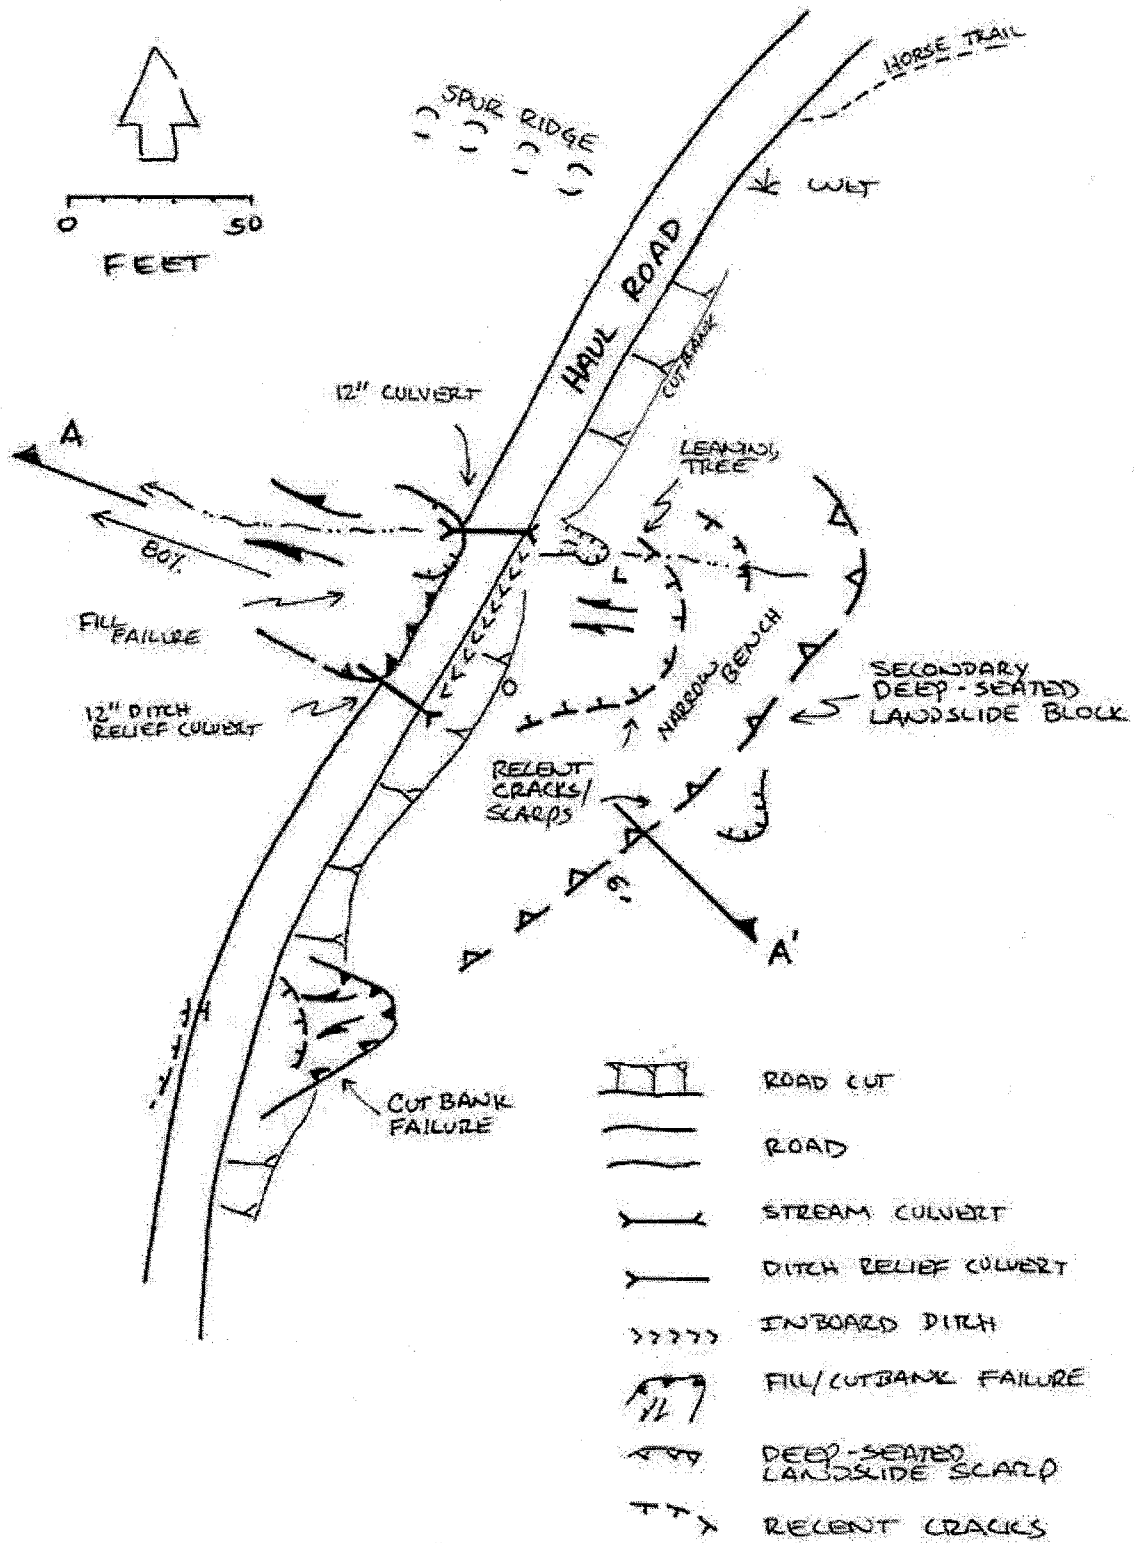 HORSE TRAIL
SPUR RIDGE
WET
0 50
FEET
HAUL ROAD
CUTBANK
12" CULVERT
A
LEANING
TREE
80%
FILL
FAILURE
NARROW BENCH
SECONDARY
DEEP-SEATED
LANDSLIDE BLOCK
12" DITCH
RELIEF CULVERT
RECENT
CRACKS/
SCARPS
6'
A'
CUT BANK
FAILURE
ROAD CUT
ROAD
STREAM CULVERT
DITCH RELIEF CULVERT
INBOARD DITCH
FILL/CUTBANK FAILURE
DEEP-SEATED
LANDSLIDE SCARP
RECENT CRACKS